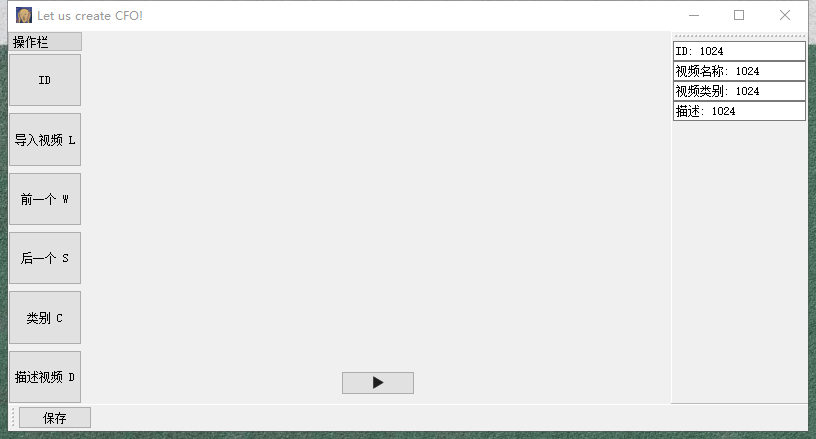 Let us create CFO!
操作栏
ID
导入视频 L
前一个 W
后一个 S
类别 C
描述视频 D
保存
ID: 1024
视频名称: 1024
视频类别: 1024
描述: 1024